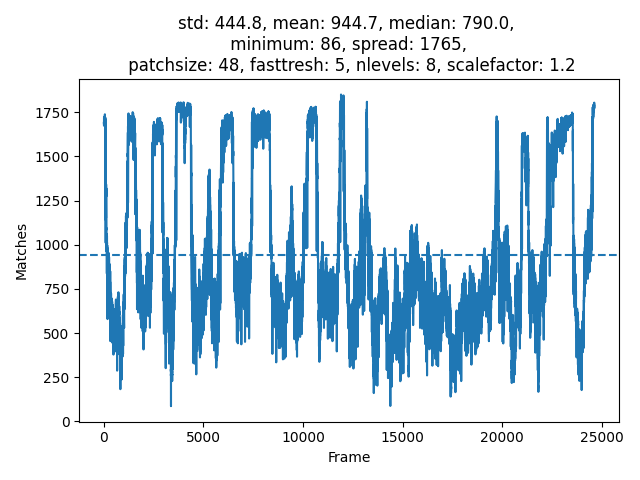 std: 444.8, mean: 944.7, median: 790.0,
minimum: 86, spread: 1765,
patchsize: 48, fasttresh: 5, nlevels: 8, scalefactor: 1.2
1750
1500
1250
1000
750
500
250
0
Matches
0 5000 10000 15000 20000 25000
Frame